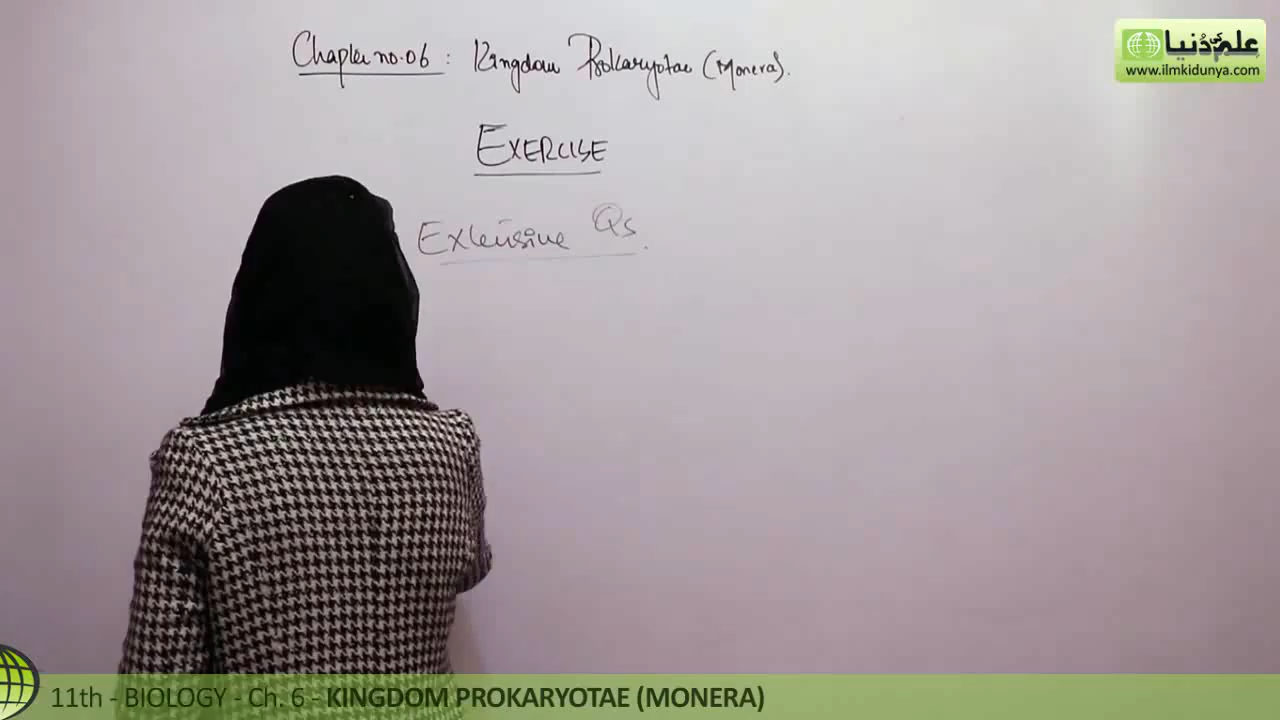 Chapter no. 06 : Kingdom Prokaryotae (Monera).
EXERCISE
Extensive Qs.
علم کی دُنیا
www.ilmkidunya.com
11th - BIOLOGY - Ch. 6 - KINGDOM PROKARYOTAE (MONERA)